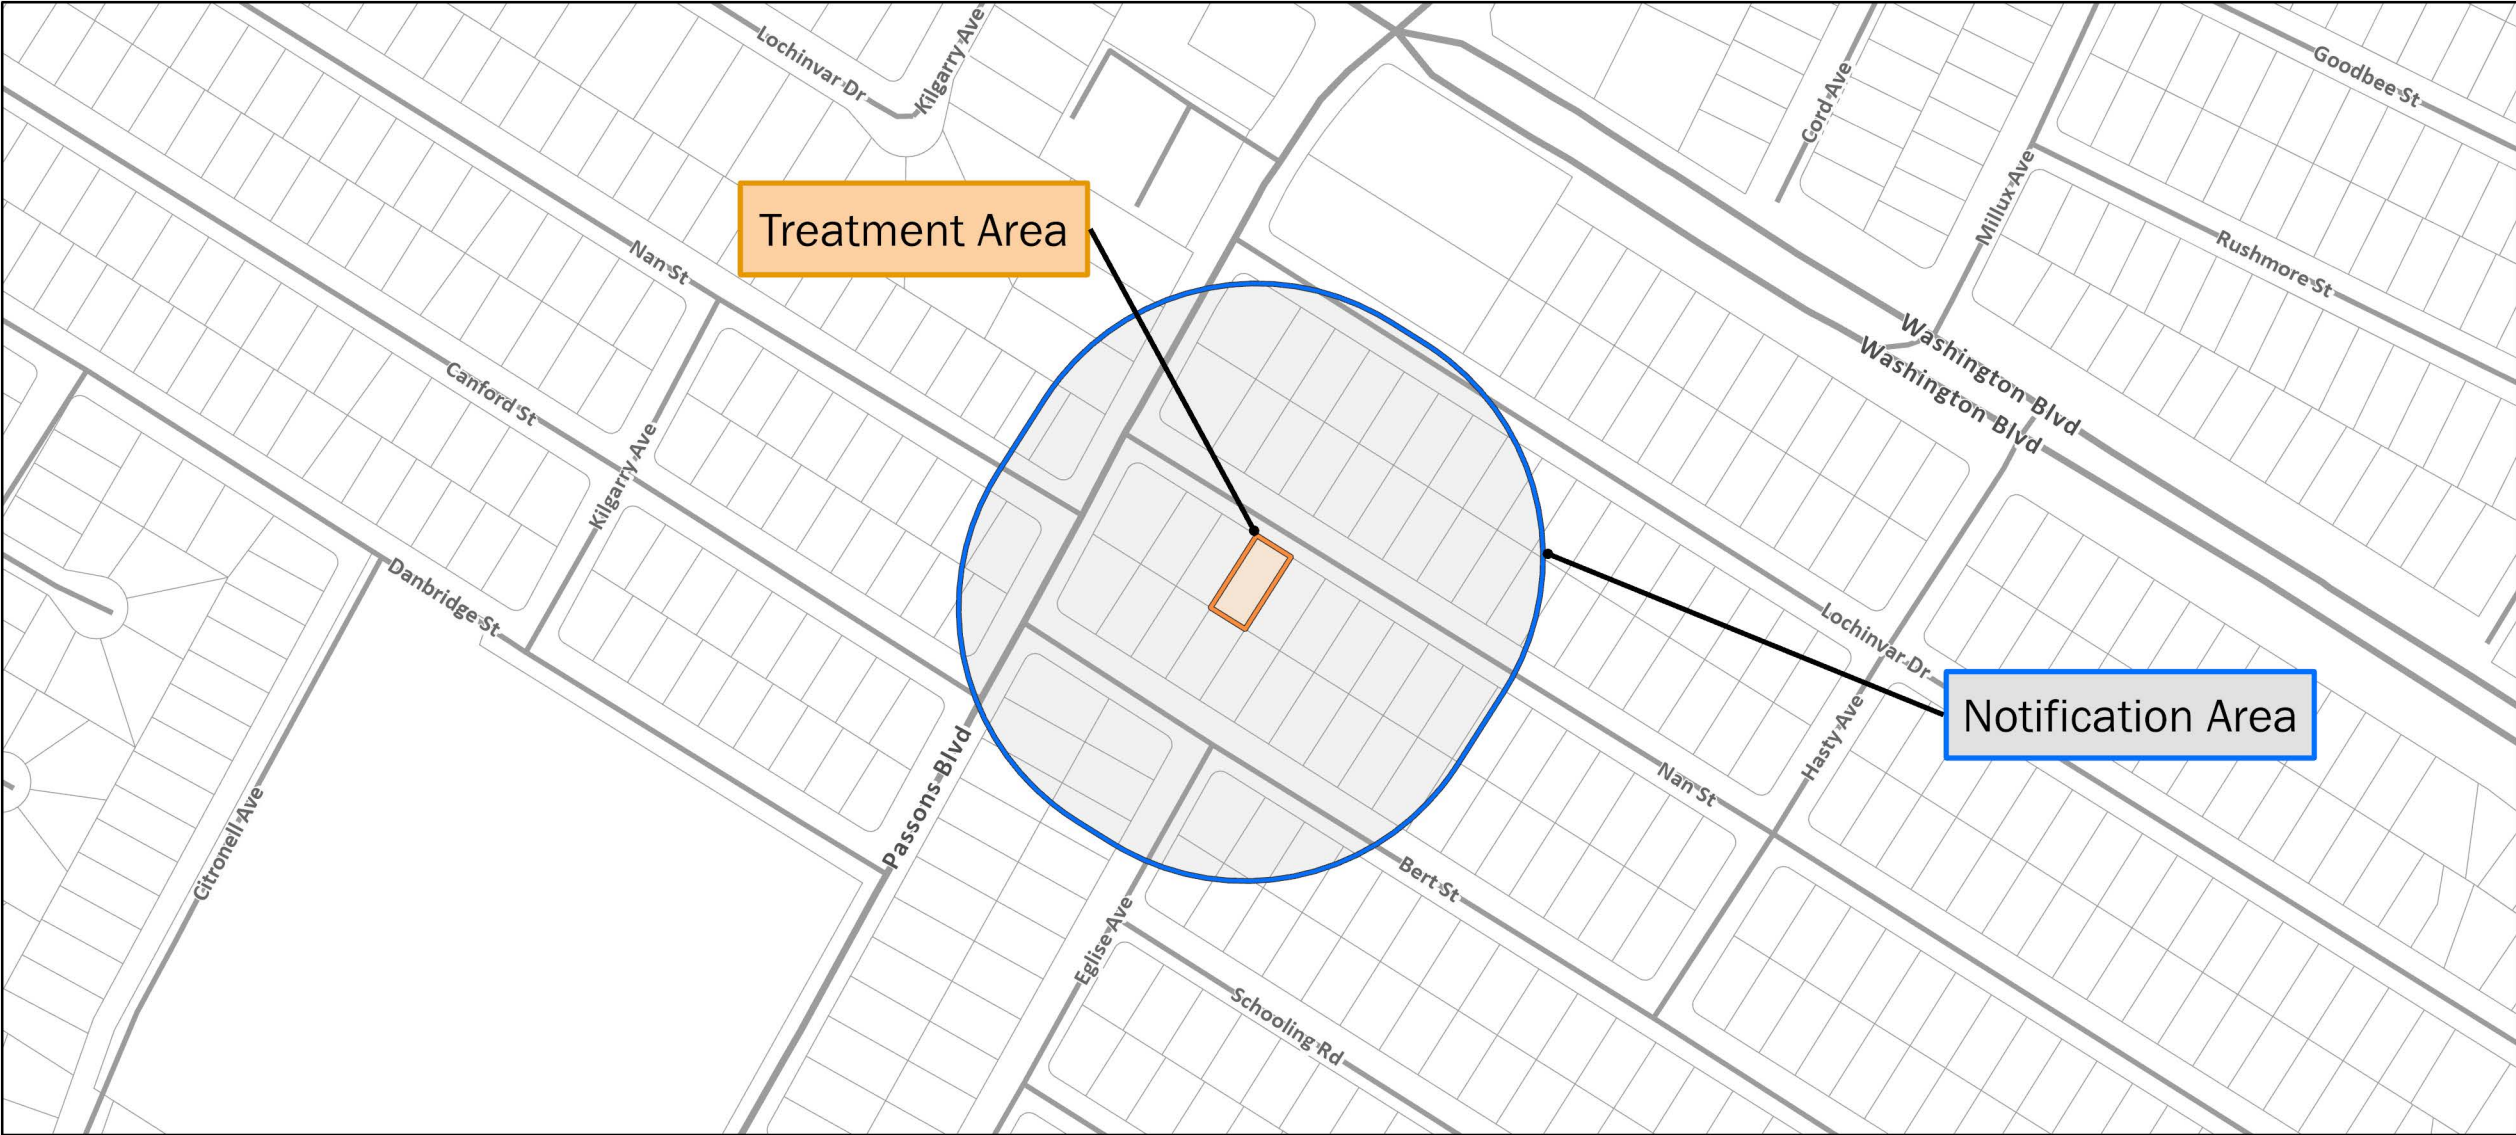 Lochinvar Dr
Kilgarry Ave
Goodbee St
Cord Ave
Millux Ave
Treatment Area
Nan St
Rushmore St
Washington Blvd
Washington Blvd
Canford St
Kilgarry Ave
Danbridge St
Lochinvar Dr
Notification Area
Hasty Ave
Nan St
Passons Blvd
Citronell Ave
Bert St
Eglise Ave
Schooling Rd